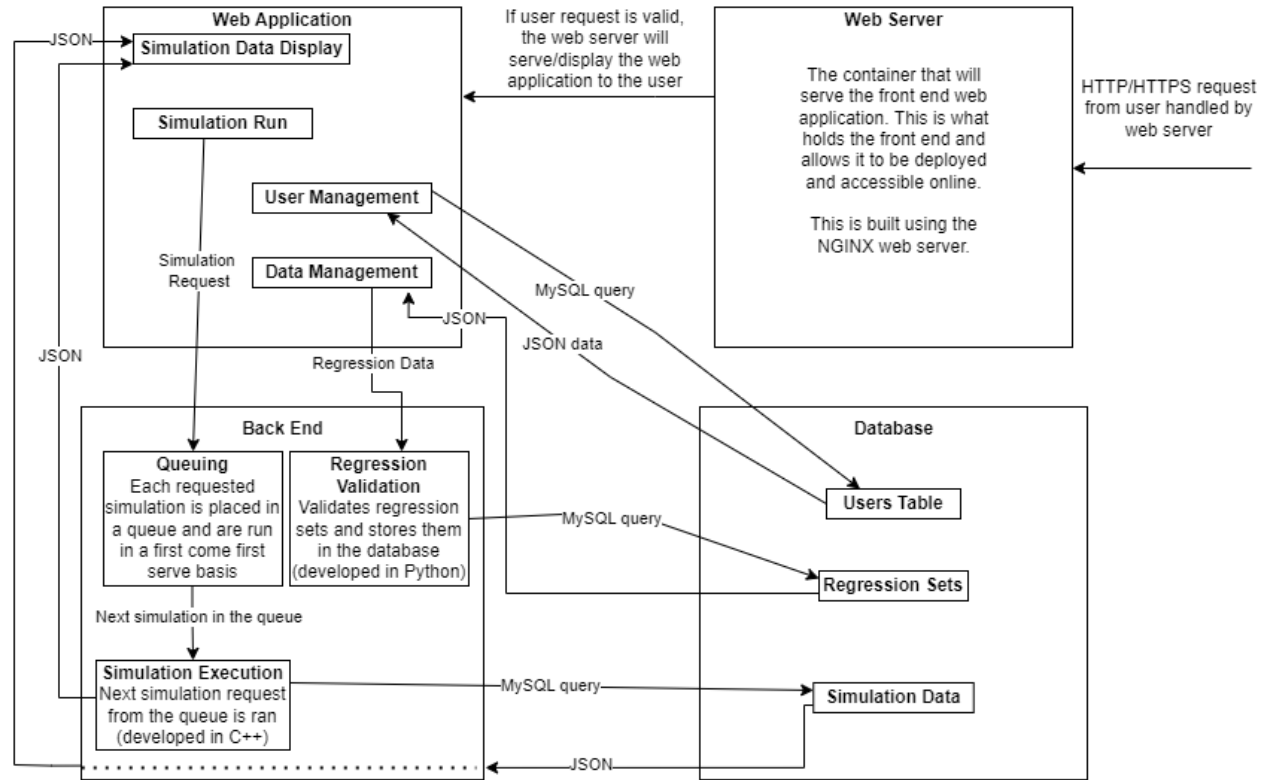 Web Application
JSON
Simulation Data Display
Simulation Run
User Management
Simulation
Request
Data Management
JSON
JSON
Regression Data
If user request is valid,
the web server will
serve/display the web
application to the user
Web Server
The container that will
serve the front end web
application. This is what
holds the front end and
allows it to be deployed
and accessible online.
This is built using the
NGINX web server.
HTTP/HTTPS request
from user handled by
web server
MySQL query
JSON data
Back End
Queuing
Each requested
simulation is placed in
a queue and are run
in a first come first
serve basis
Regression
Validation
Validates regression
sets and stores them
in the database
(developed in Python)
MySQL query
Next simulation in the queue
Simulation Execution
Next simulation request
from the queue is ran
(developed in C++)
MySQL query
JSON
Database
Users Table
Regression Sets
Simulation Data